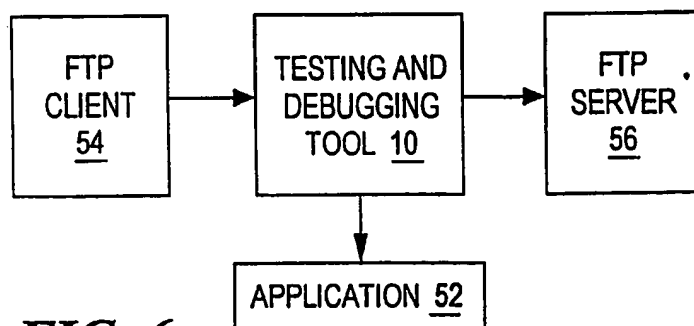 FTP
CLIENT
54
TESTING AND
DEBUGGING
TOOL 10
FTP
SERVER
56
APPLICATION 52
FIG. 6